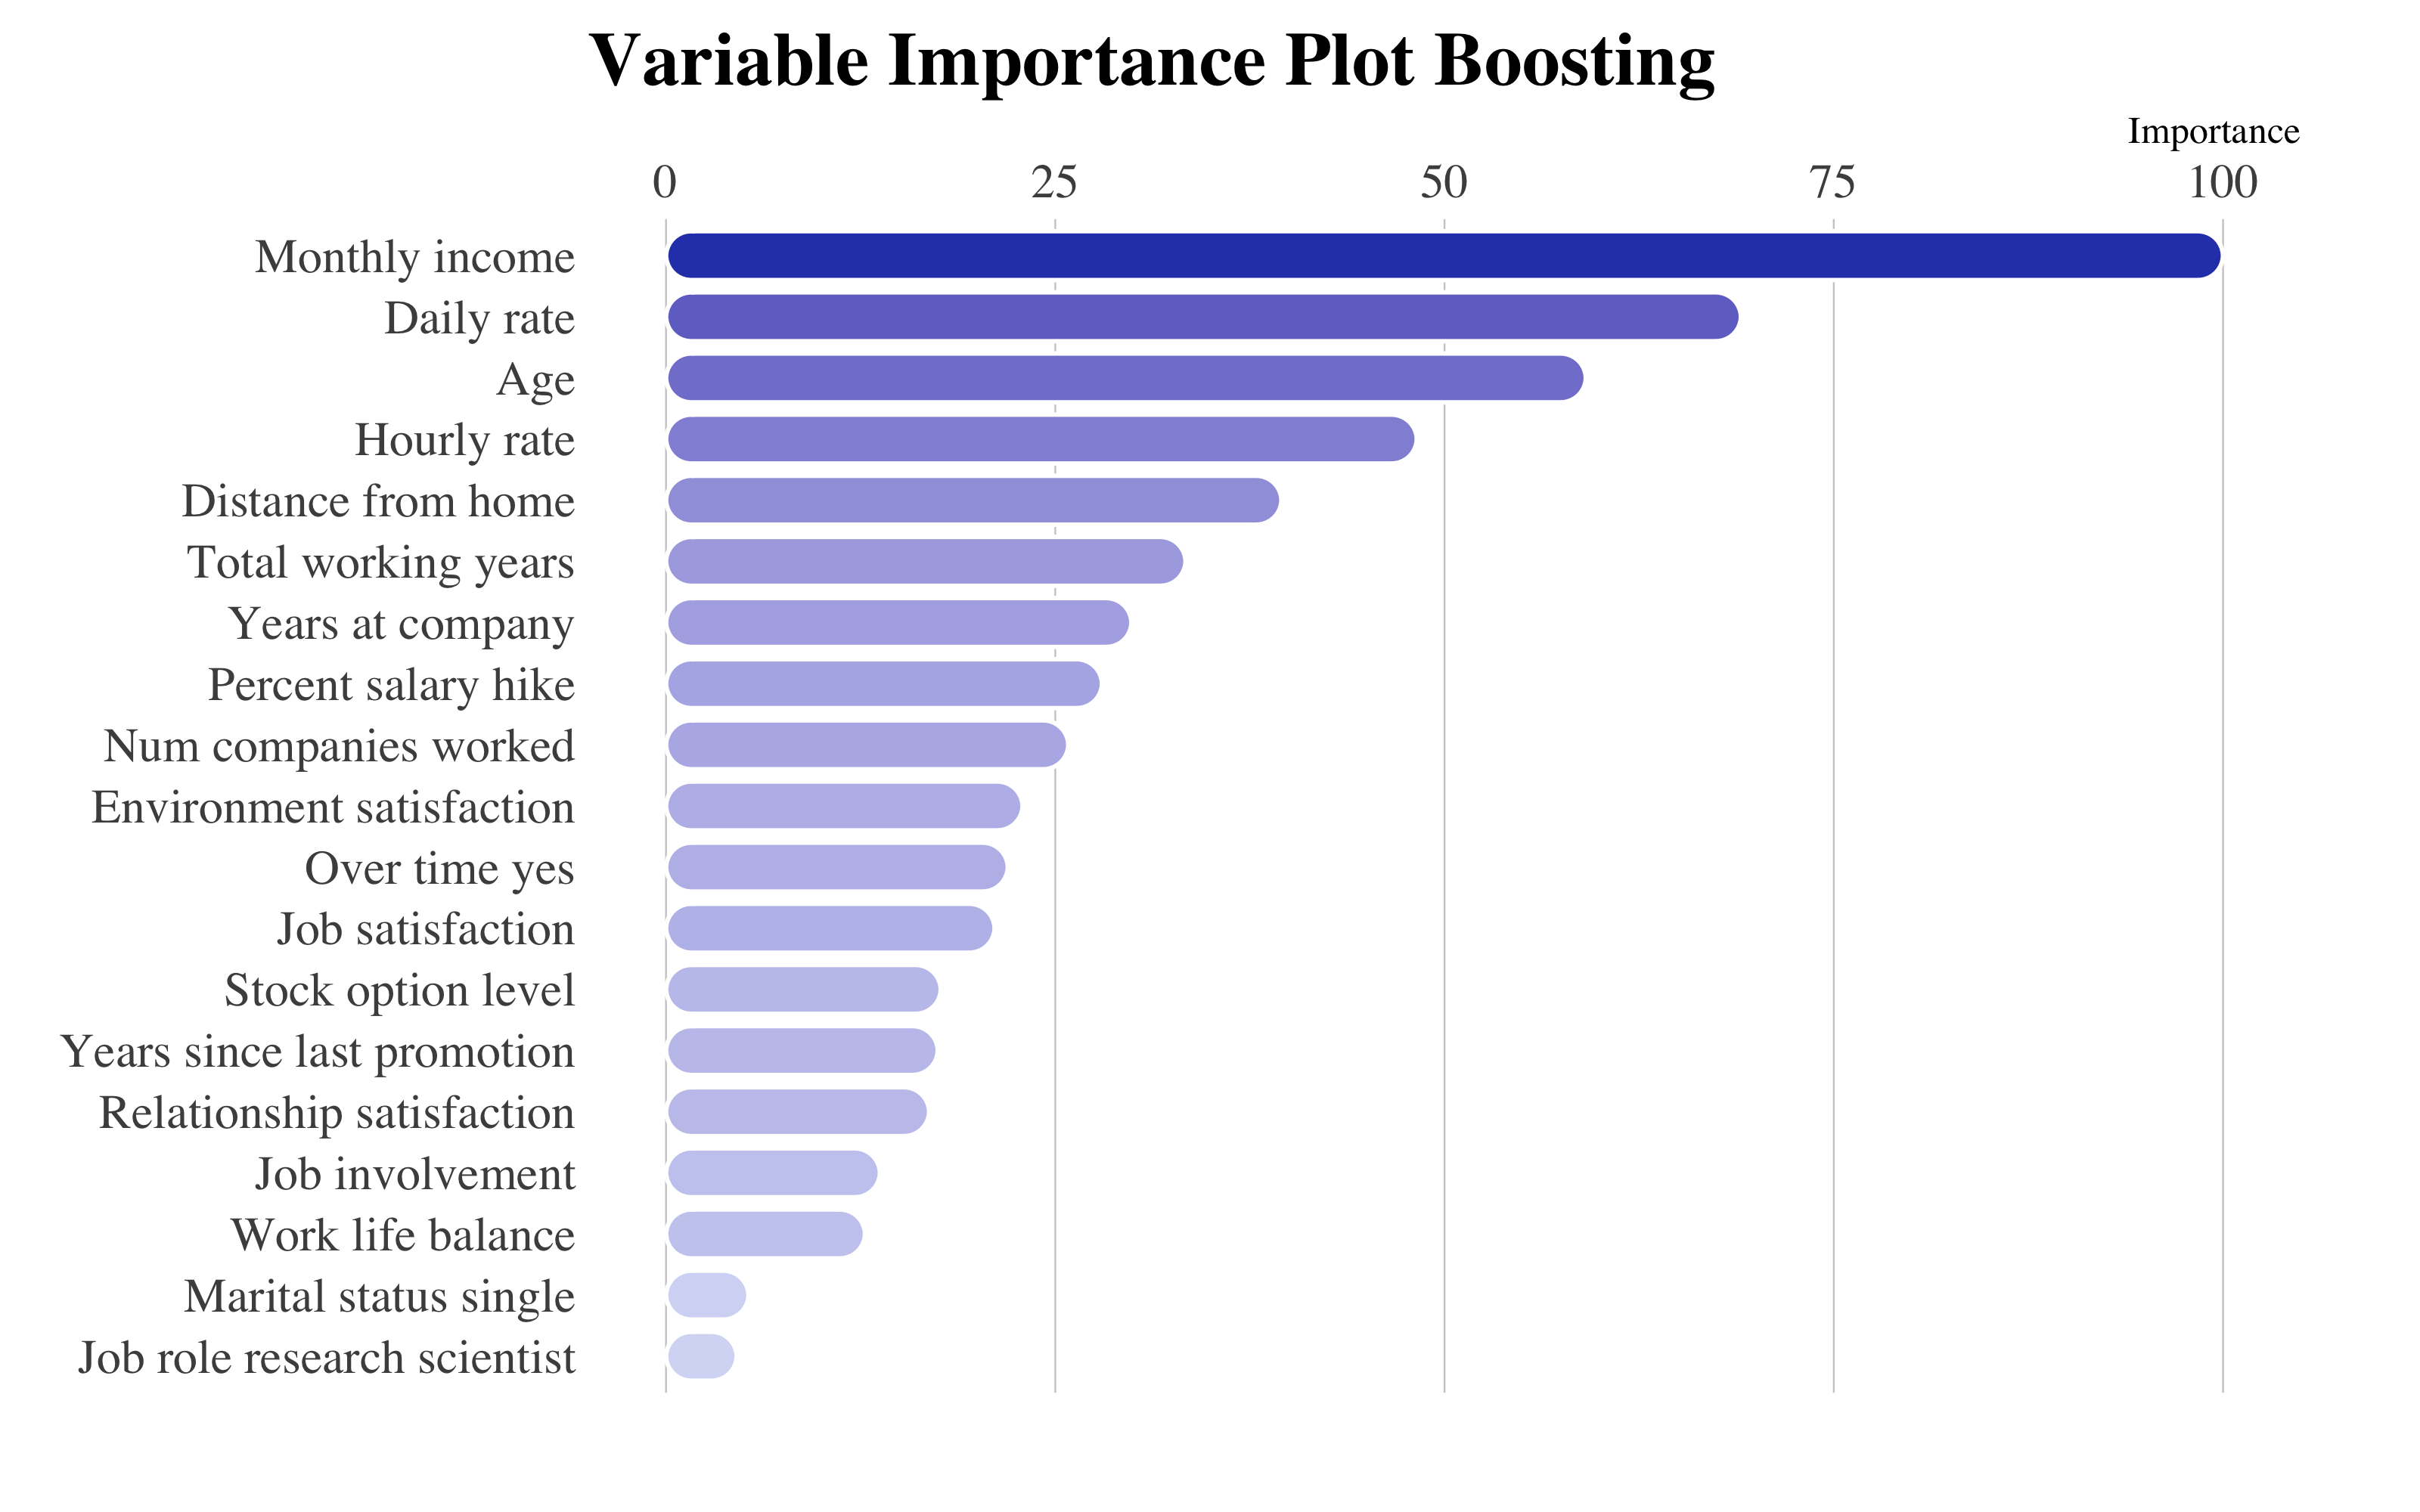 Variable Importance Plot Boosting
Importance
0 25 50 75 100
Monthly income
Daily rate
Age
Hourly rate
Distance from home
Total working years
Years at company
Percent salary hike
Num companies worked
Environment satisfaction
Over time yes
Job satisfaction
Stock option level
Years since last promotion
Relationship satisfaction
Job involvement
Work life balance
Marital status single
Job role research scientist